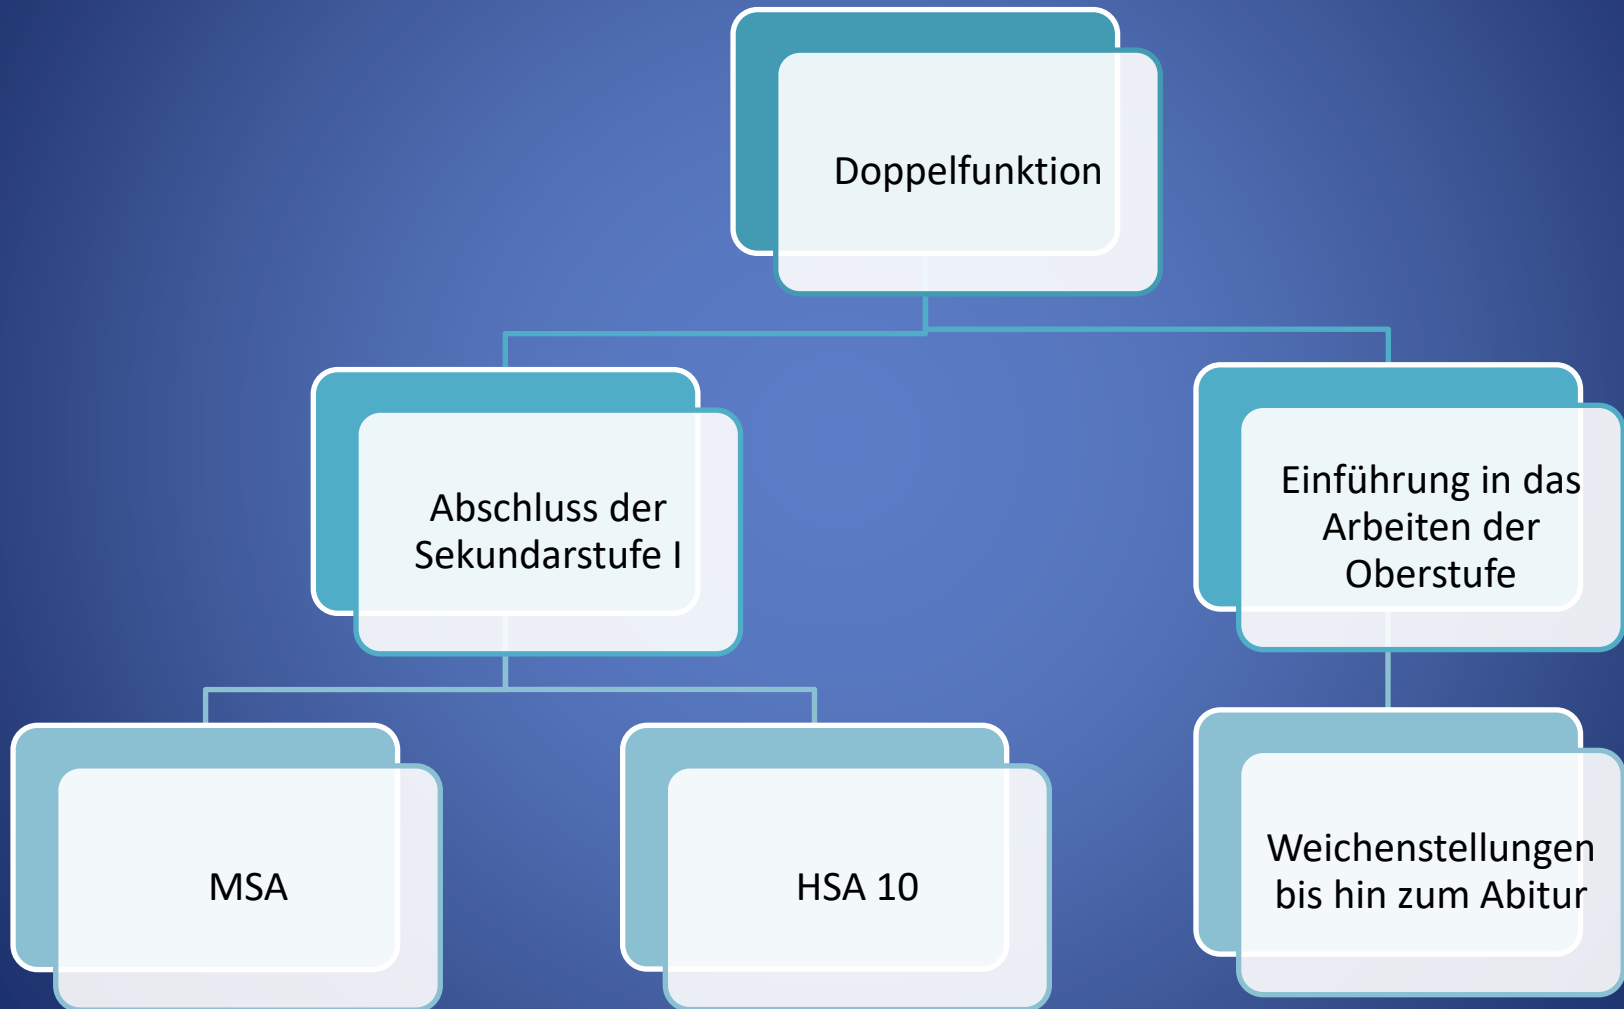 Doppelfunktion
Abschluss der
Sekundarstufe I
Einführung in das
Arbeiten der
Oberstufe
MSA
HSA 10
Weichenstellungen
bis hin zum Abitur